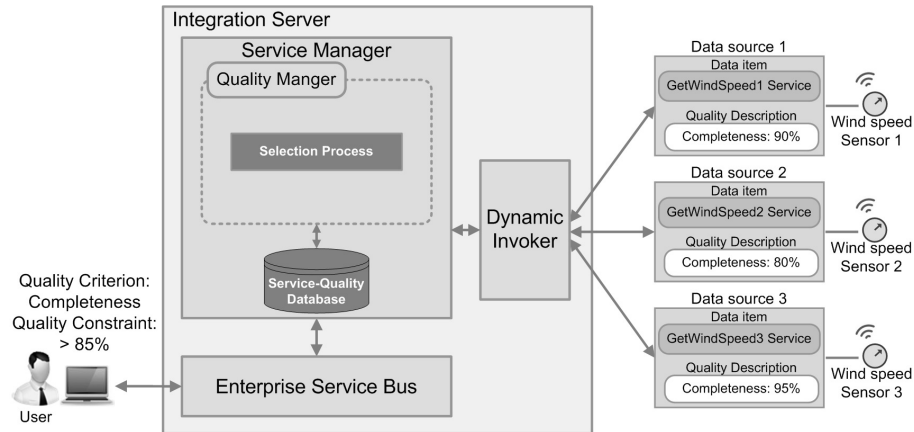 Integration Server
Service Manager
Quality Manger
Selection Process
Service-Quality
Database
Enterprise Service Bus
Dynamic
Invoker
Quality Criterion:
Completeness
Quality Constraint:
> 85%
User
Data source 1
Data item
GetWindSpeed1 Service
Quality Description
Completeness: 90%
Wind speed
Sensor 1
Data source 2
Data item
GetWindSpeed2 Service
Quality Description
Completeness: 80%
Wind speed
Sensor 2
Data source 3
Data item
GetWindSpeed3 Service
Quality Description
Completeness: 95%
Wind speed
Sensor 3